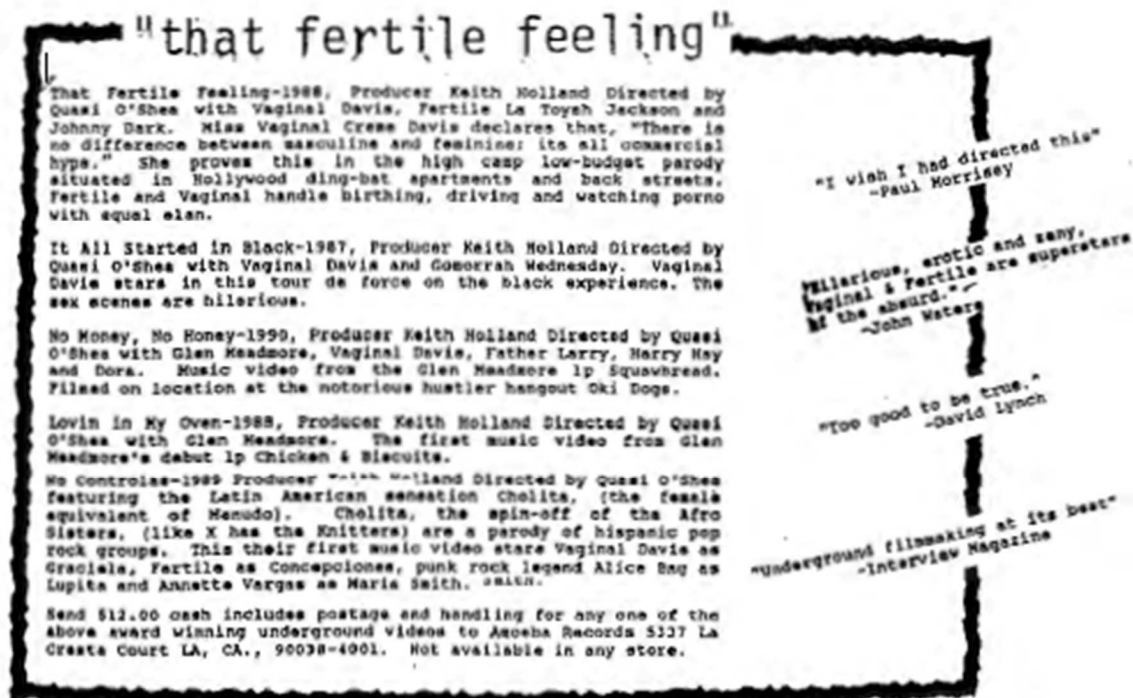 "that fertile feeling"
That Fertile Feeling-1988, Producer Keith Holland Directed by
Quasi O'Shea with Vaginal Davis, Fertile La Toyah Jackson and
Johnny Dark. Miss Vaginal Creme Davis declares that, "There is
no difference between masculine and feminine; its all commercial
hype." She proves this in the high camp low-budget parody
situated in Hollywood ding-bat apartments and back streets.
Fertile and Vaginal handle birthing, driving and watching porno
with equal elan.
It All Started in Black-1987, Producer Keith Holland Directed by
Quasi O'Shea with Vaginal Davis and Gomorrah Wednesday. Vaginal
Davis stars in this tour de force on the black experience. The
sex scenes are hilarious.
No Money, No Honey-1990, Producer Keith Holland Directed by Quasi
O'Shea with Glen Meadmore, Vaginal Davis, Father Larry, Harry Hay
and Dora. Music video from the Glen Meadmore lp Squawbread.
Filmed on location at the notorious hustler hangout Oki Dogs.
Lovin in My Oven-1988, Producer Keith Holland Directed by Quasi
O'Shea with Glen Meadmore. The first music video from Glen
Meadmore's debut lp Chicken & Biscuits.
No Controlas-1989 Producer Holland Directed by Quasi O'Shea
featuring the Latin American sensation Cholita, (the female
equivalent of Menudo). Cholita, the spin-off of the Afro
Sisters, (like X has the Knitters) are a parody of hispanic pop
rock groups. This their first music video stars Vaginal Davis as
Graciela, Fertile as Concepciones, punk rock legend Alice Bag as
Lupita and Annette Vargas as Maria Smith. Smith.
Send $12.00 cash includes postage and handling for any one of the
above award winning underground videos to Amoeba Records 5337 La
Cresta Court LA, CA., 90038-4001. Not available in any store.
"I wish I had directed this"
-Paul Morrisey
Hilarious, erotic and zany,
Vaginal & Fertile are superstars
of the absurd."
-John Waters
"Too good to be true."
-David Lynch
"Underground filmmaking at its best"
-Interview Magazine